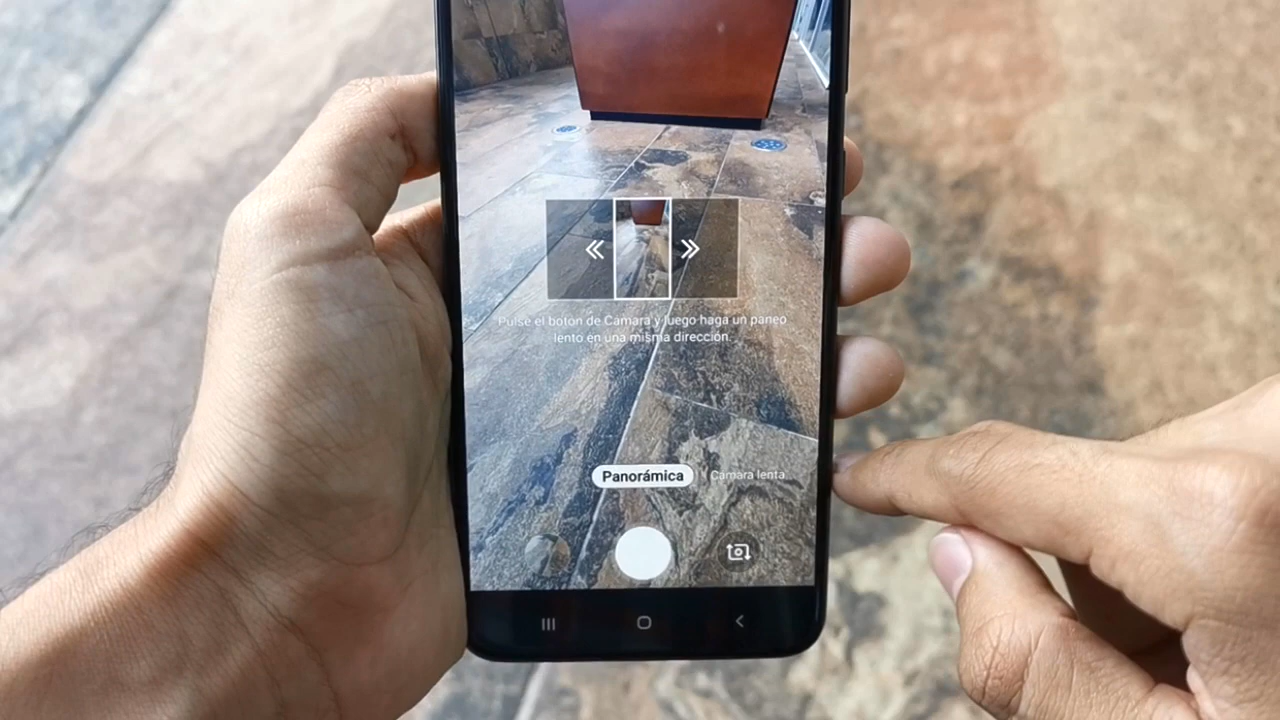 Pulse el botón de Cámara y luego haga un paneo
lento en una misma dirección.
Panorámica
Cámara lenta